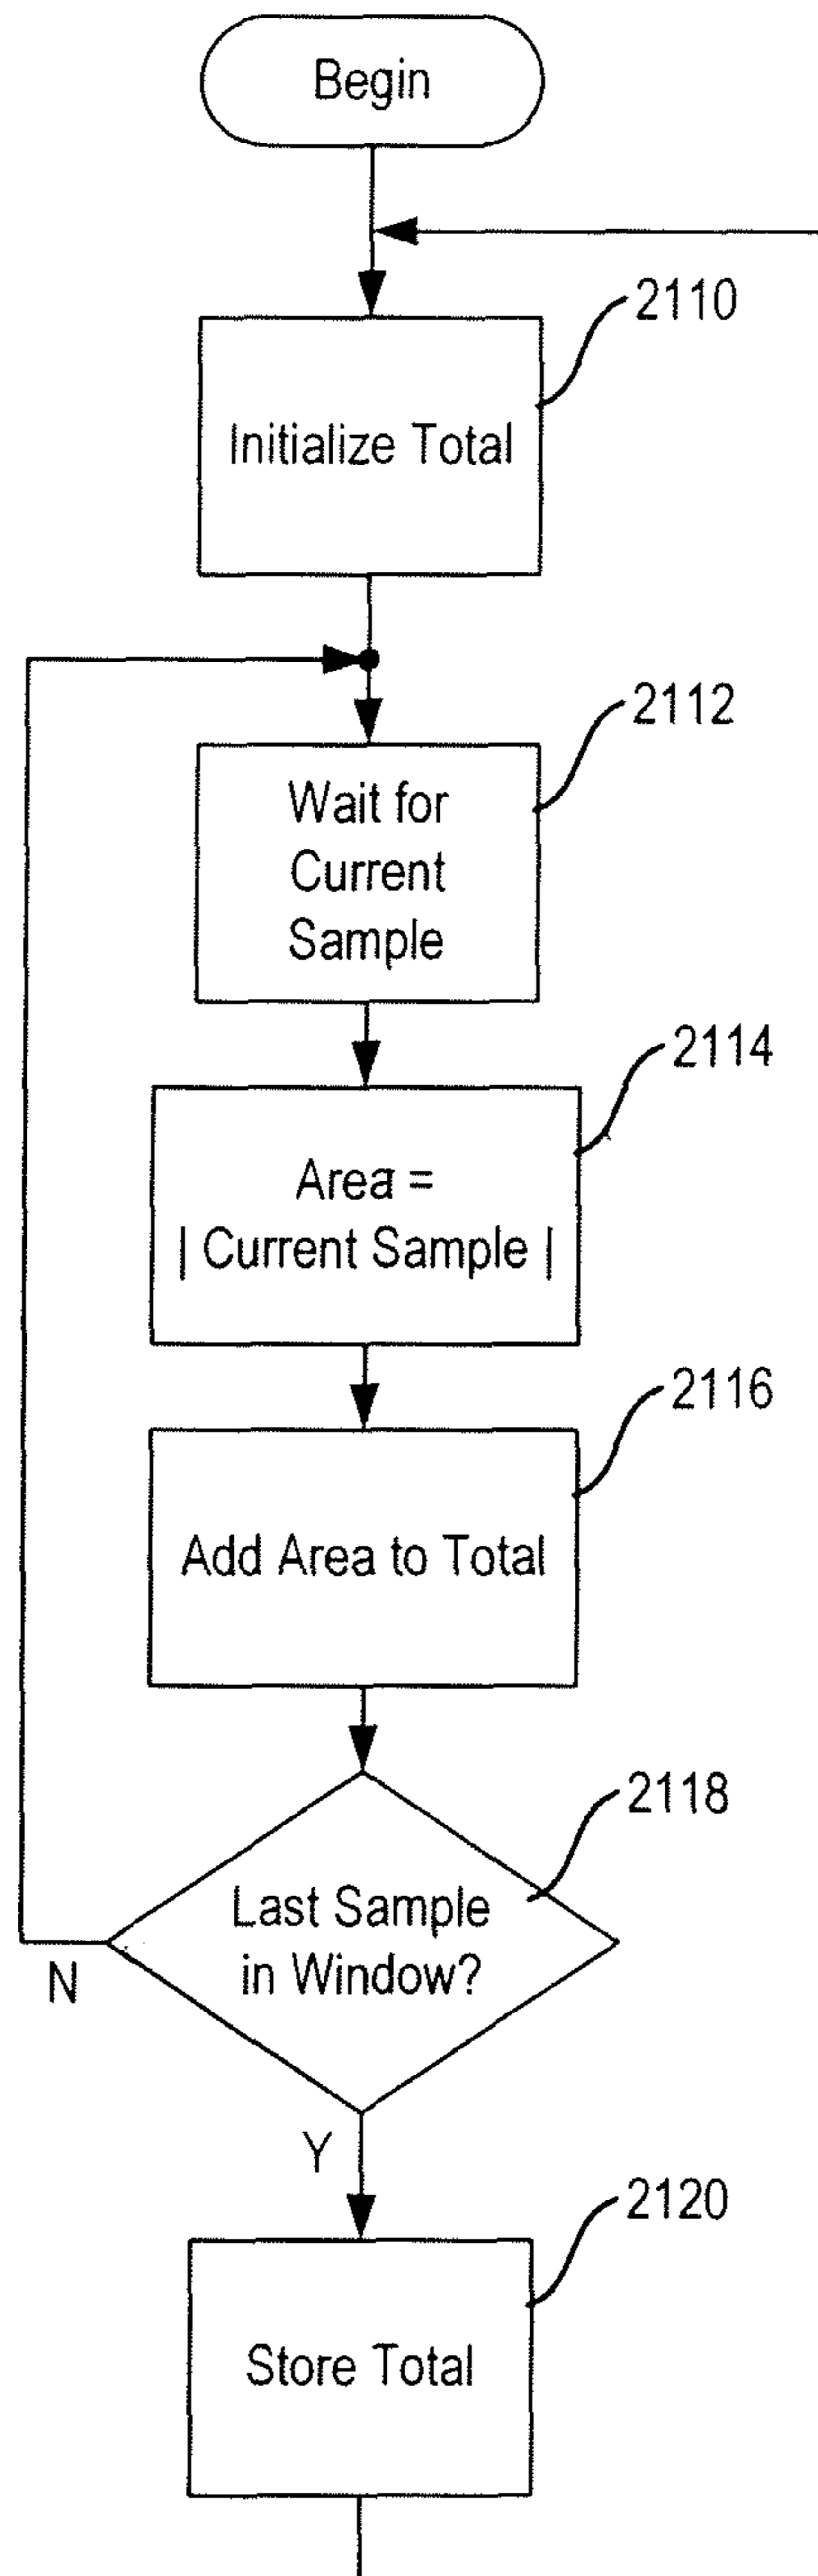 Begin
2110
Initialize Total
2112
Wait for
Current
Sample
2114
Area =
| Current Sample |
2116
Add Area to Total
2118
Last Sample
in Window?
N
Y
2120
Store Total